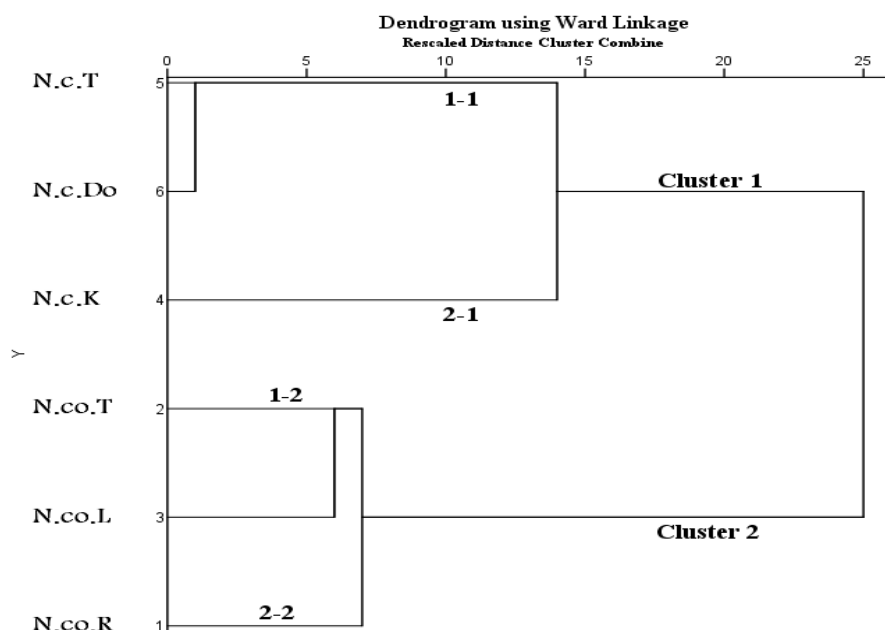 Dendrogram using Ward Linkage
Rescaled Distance Cluster Combine
0 5 10 15 20 25
N.c.T 5
1-1
N.c.Do 6
Cluster 1
N.c.K 4
2-1
Y
1-2
N.co.T 2
N.co.L 3
Cluster 2
2-2
N.co.R 1